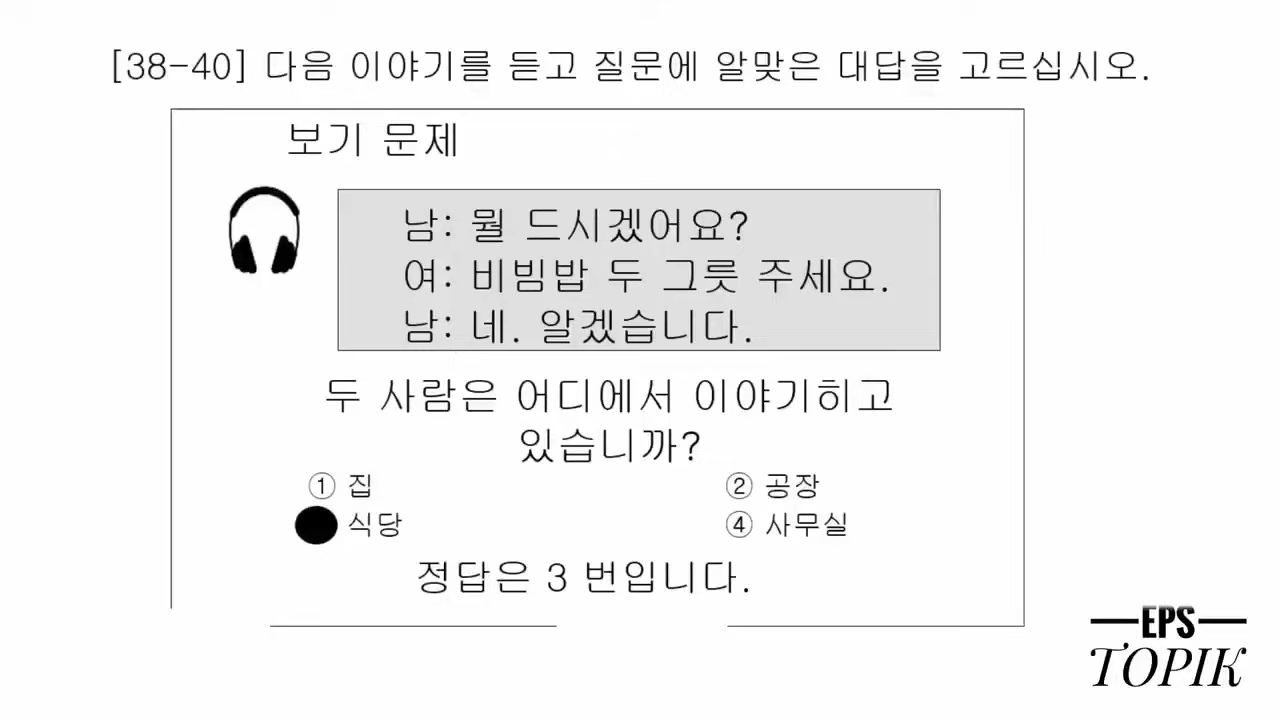 [38-40] 다음 이야기를 듣고 질문에 알맞은 대답을 고르십시오.
보기 문제
남: 뭘 드시겠어요?
여: 비빔밥 두 그릇 주세요.
남: 네. 알겠습니다.
두 사람은 어디에서 이야기히고
있습니까?
① 집 ② 공장
식당 ④ 사무실
정답은 3 번입니다.
EPS
TOPIK